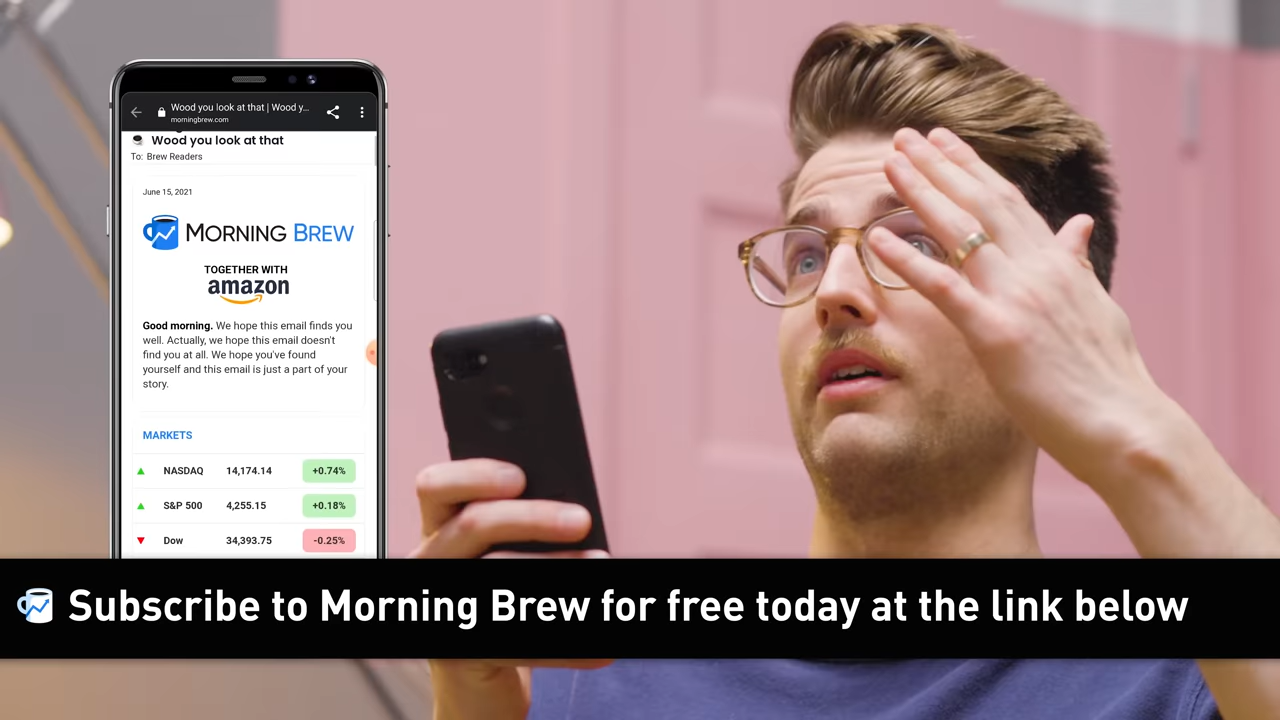 Wood you look at that | Wood y...
morningbrew.com
Wood you look at that
To: Brew Readers
June 15, 2021
MORNING BREW
TOGETHER WITH
amazon
Good morning. We hope this email finds you
well. Actually, we hope this email doesn't
find you at all. We hope you've found
yourself and this email is just a part of your
story.
MARKETS
NASDAQ 14,174.14 +0.74%
S&P 500 4,255.15 +0.18%
Dow 34,393.75 -0.25%
Subscribe to Morning Brew for free today at the link below